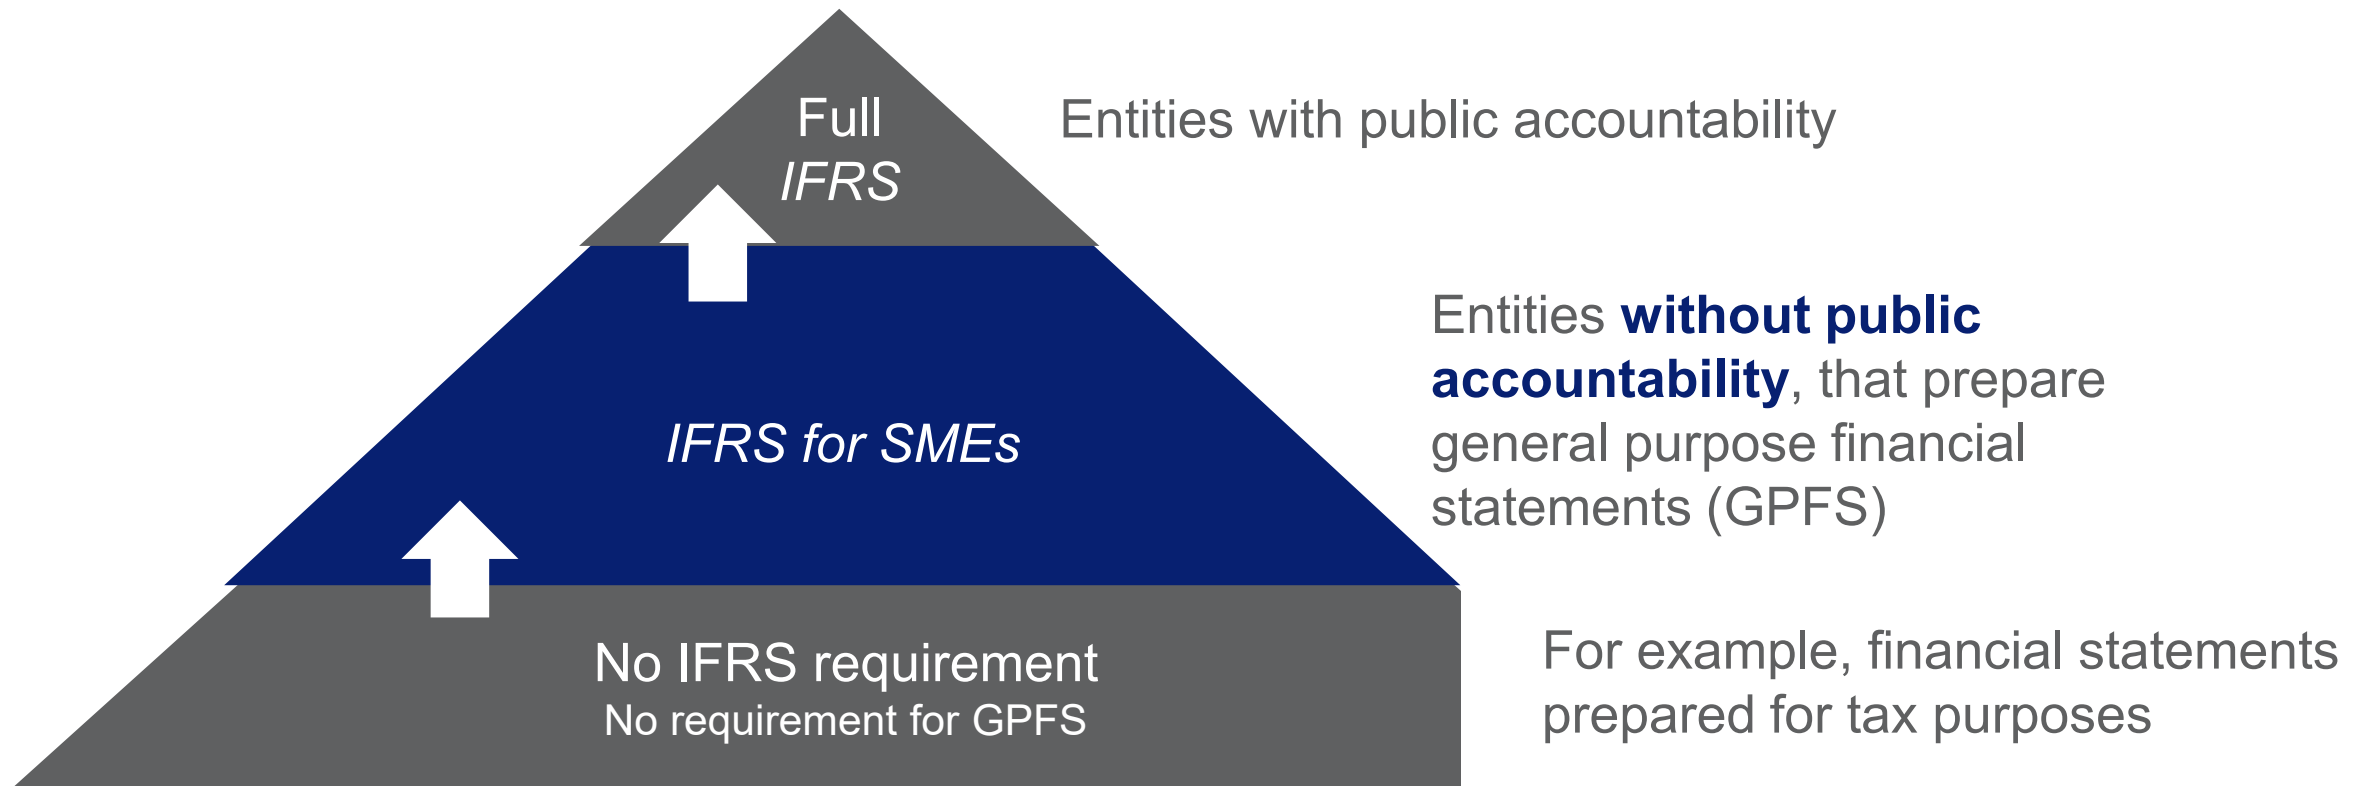 Full
IFRS
Entities with public accountability
IFRS for SMEs
Entities without public
accountability, that prepare
general purpose financial
statements (GPFS)
No IFRS requirement
No requirement for GPFS
For example, financial statements
prepared for tax purposes